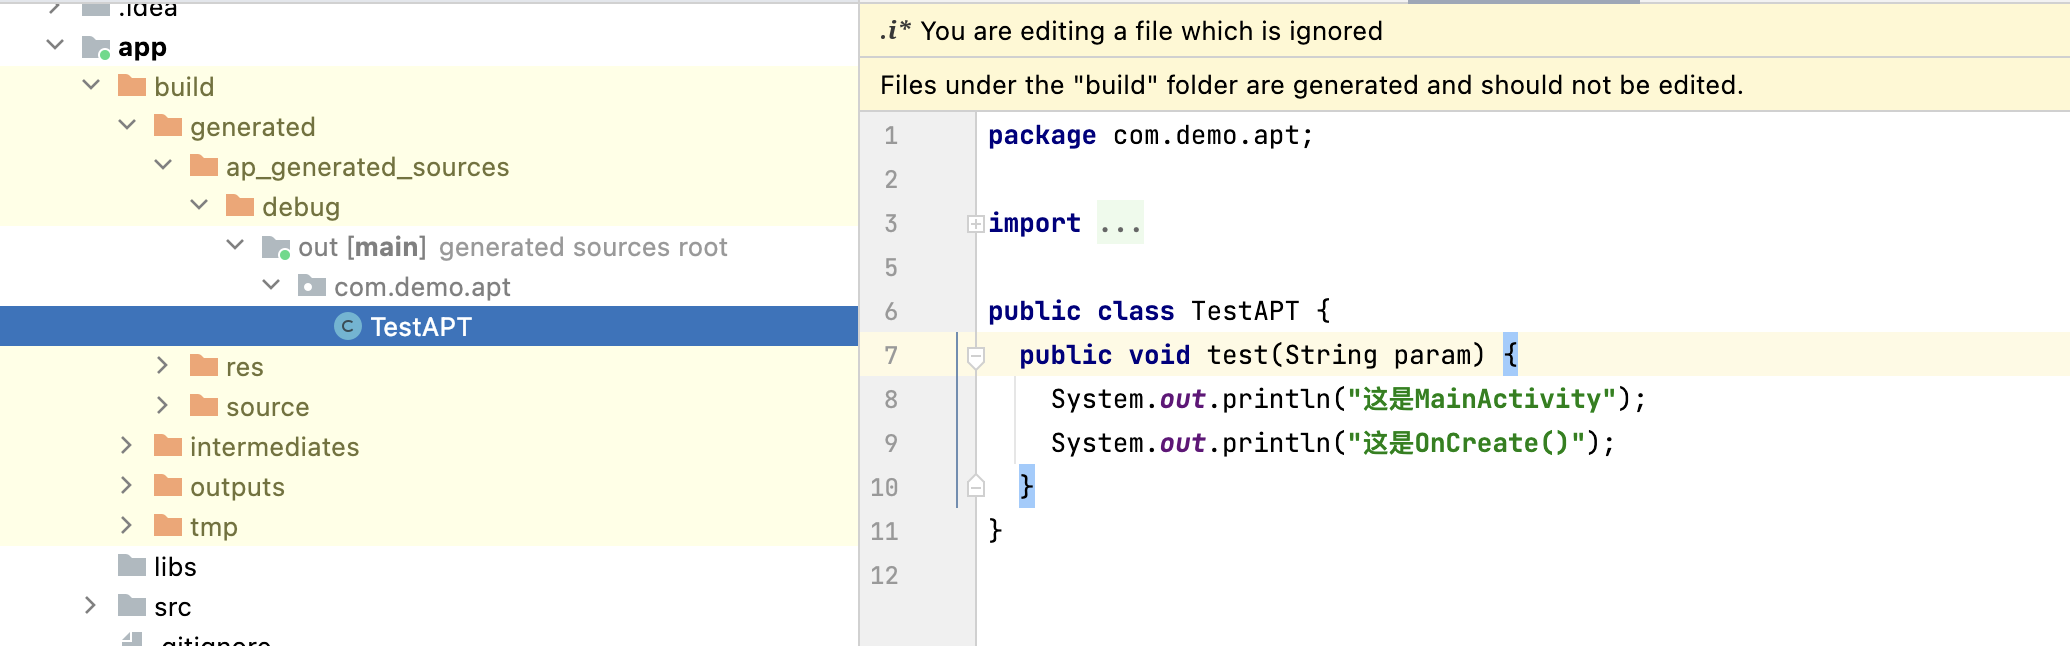 .idea
app
build
generated
ap_generated_sources
debug
out [main] generated sources root
com.demo.apt
TestAPT
res
source
intermediates
outputs
tmp
libs
src
.gitignore
.i* You are editing a file which is ignored
Files under the "build" folder are generated and should not be edited.
1 package com.demo.apt;
2
3 import ...
5
6 public class TestAPT {
7 public void test(String param) {
8 System.out.println("这是MainActivity");
9 System.out.println("这是OnCreate()");
10 }
11 }
12